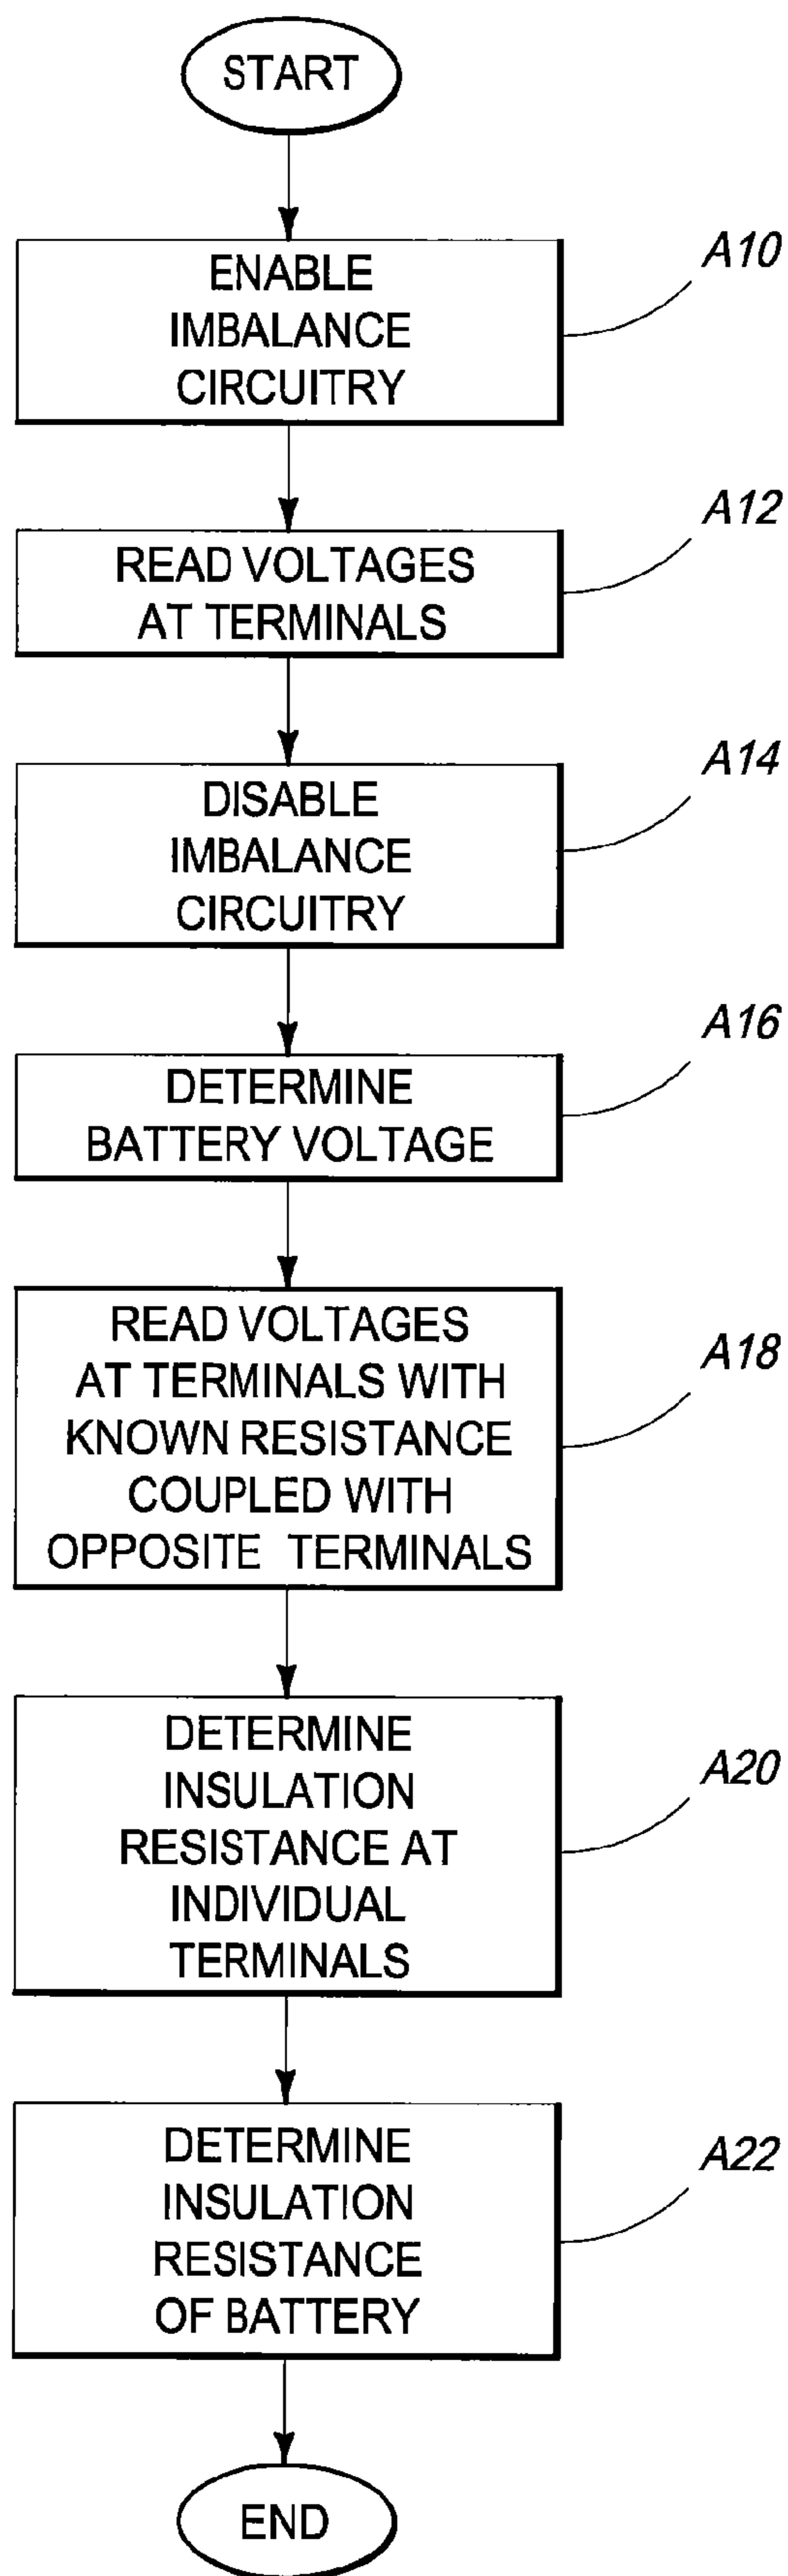 START
A10
ENABLE
IMBALANCE
CIRCUITRY
A12
READ VOLTAGES
AT TERMINALS
A14
DISABLE
IMBALANCE
CIRCUITRY
A16
DETERMINE
BATTERY VOLTAGE
A18
READ VOLTAGES
AT TERMINALS WITH
KNOWN RESISTANCE
COUPLED WITH
OPPOSITE TERMINALS
A20
DETERMINE
INSULATION
RESISTANCE AT
INDIVIDUAL
TERMINALS
A22
DETERMINE
INSULATION
RESISTANCE
OF BATTERY
END